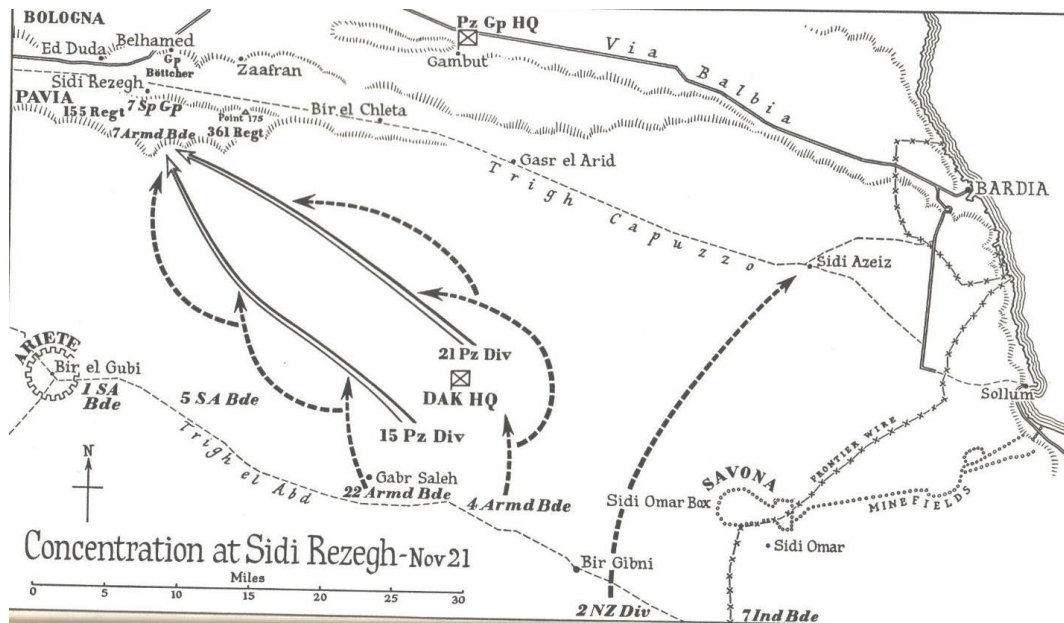 BOLOGNA
Pz Gp HQ
Belhamed
Ed Duda
Gp
Böttcher
Zaafran
Gambut
Via Balbia
Sidi Rezegh
PAVIA
155 Regt
7 Sp Gp
Point 175
361 Regt
7 Armd Bde
Bir el Chleta
Gasr el Arid
Trigh Capuzzo
BARDIA
Sidi Azeiz
ARIETE
Bir el Gubi
1 SA
Bde
5 SA Bde
21 Pz Div
DAK HQ
15 Pz Div
Sollum
Trigh el Abd
Gabr Saleh
22 Armd Bde
4 Armd Bde
FRONTIER WIRE
SAVONA
Sidi Omar Box
MINEFIELDS
Sidi Omar
N
Concentration at Sidi Rezegh-Nov 21
Miles
0 5 10 15 20 25 30
Bir Gibni
2 NZ Div
7 Ind Bde